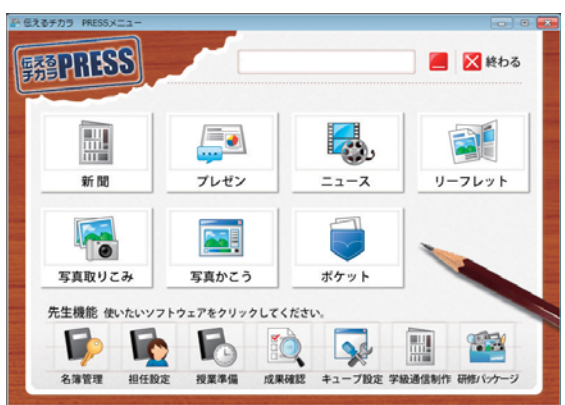 伝えるチカラ PRESSメニュー
伝える
チカラ PRESS
終わる
新聞
プレゼン
ニュース
リーフレット
写真取りこみ
写真かこう
ポケット
先生機能 使いたいソフトウェアをクリックしてください。
名簿管理
担任設定
授業準備
成果確認
キューブ設定
学級通信制作
研修パッケージ